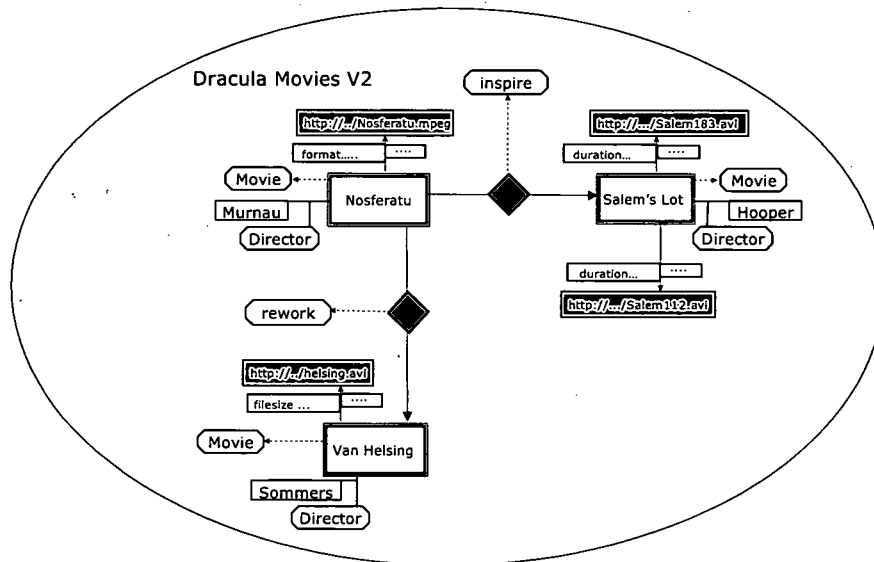 Dracula Movies V2
inspire
http://../Nosferatu.mpeg
http://.../Salem183.avi
format.....
....
duration...
....
Movie
Nosferatu
Salem's Lot
Movie
Murnau
Hooper
Director
Director
duration...
....
http://.../Salem112.avi
rework
http://../helsing.avi
filesize ...
....
Movie
Van Helsing
Sommers
Director